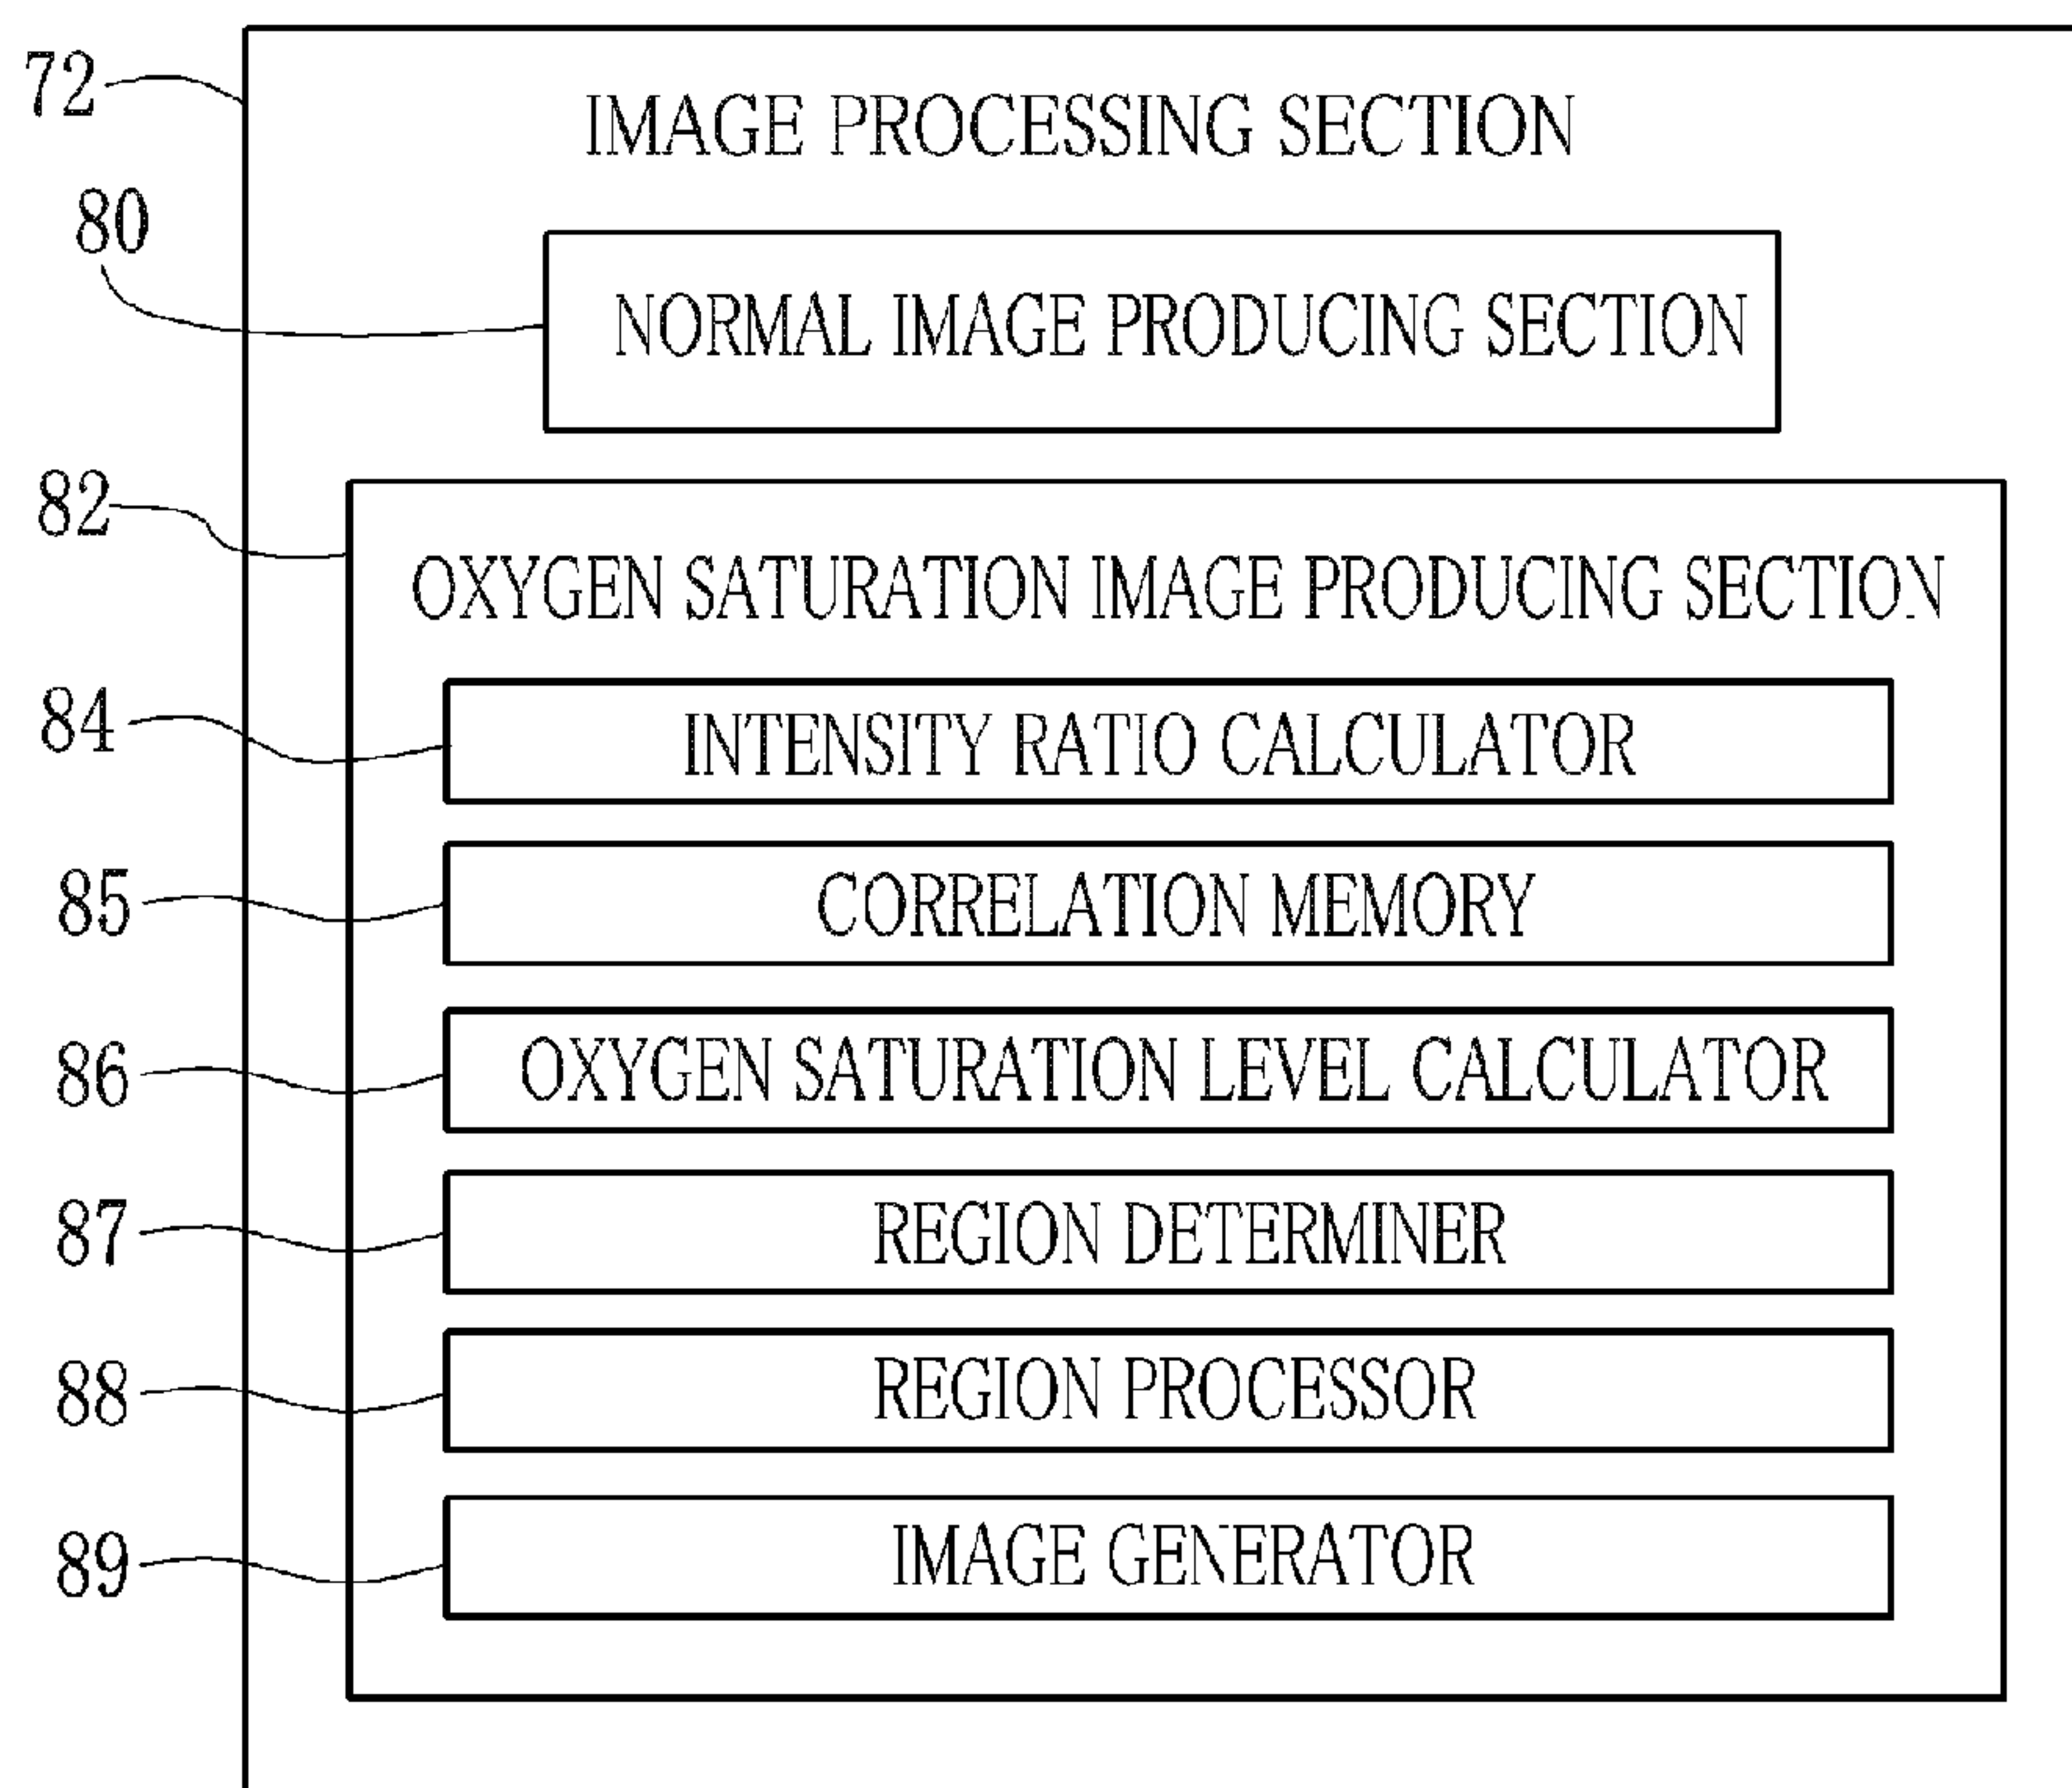 72
IMAGE PROCESSING SECTION
80
NORMAL IMAGE PRODUCING SECTION
82
OXYGEN SATURATION IMAGE PRODUCING SECTION
84
INTENSITY RATIO CALCULATOR
85
CORRELATION MEMORY
86
OXYGEN SATURATION LEVEL CALCULATOR
87
REGION DETERMINER
88
REGION PROCESSOR
89
IMAGE GENERATOR